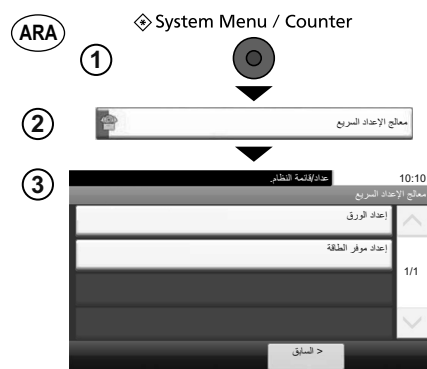 ARA
System Menu / Counter
1
2
معالج الإعداد السريع
3
عداد/قائمة النظام.
10:10
معالج الإعداد السريع
إعداد الورق
إعداد موفر الطاقة
1/1
< السابق